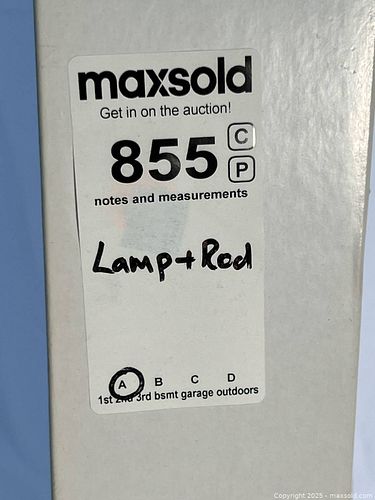 maxsold
Get in on the auction!
855 C
P
notes and measurements
Lamp + Rod
A B C D
1st 2nd 3rd bsmt garage outdoors
Copyright 2025 - maxsold.com